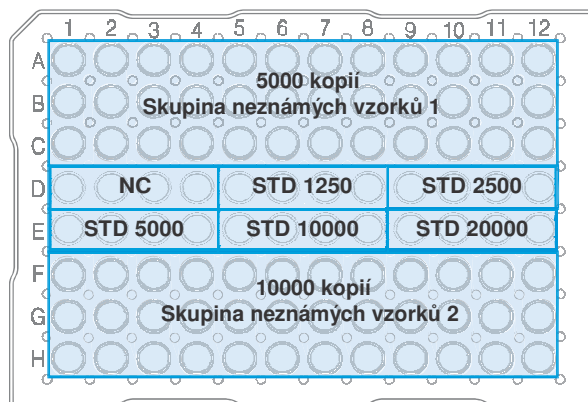 1 2 3 4 5 6 7 8 9 10 11 12
A
5000 kopií
B
Skupina neznámých vzorků 1
C
D NC STD 1250 STD 2500
E STD 5000 STD 10000 STD 20000
F
10000 kopií
G
Skupina neznámých vzorků 2
H